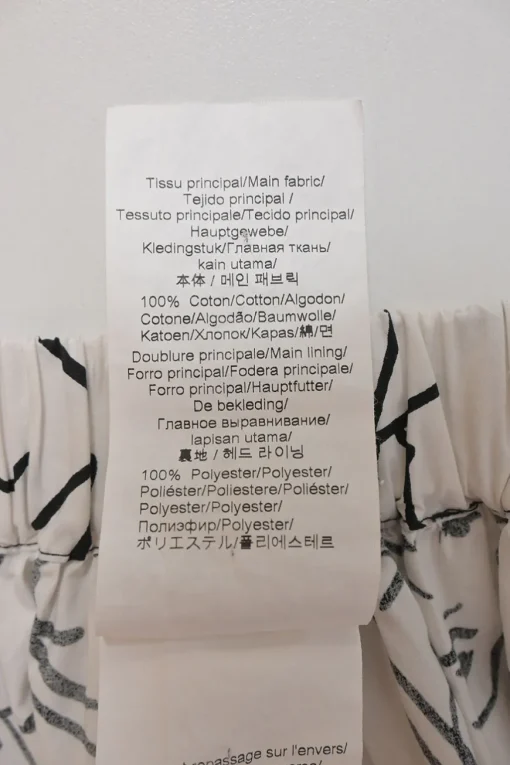 Tissu principal/Main fabric/
Tejido principal /
Tessuto principale/Tecido principal/
Hauptgewebe/
Kledingstuk/Главная ткань/
kain utama/
本体 / 메인 패브릭
100% Coton/Cotton/Algodon/
Cotone/Algodão/Baumwolle/
Katoen/Хлопок/Kapas/綿/면
Doublure principale/Main lining/
Forro principal/Fodera principale/
Forro principal/Hauptfutter/
De bekleding/
Главное выравнивание/
lapisan utama/
裏地 / 헤드 라이닝
100% Polyester/Polyester/
Poliéster/Poliestere/Poliéster/
Polyester/Polyester/
Полиэфир/Polyester/
ポリエステル/폴리에스테르
repassage sur l'envers/